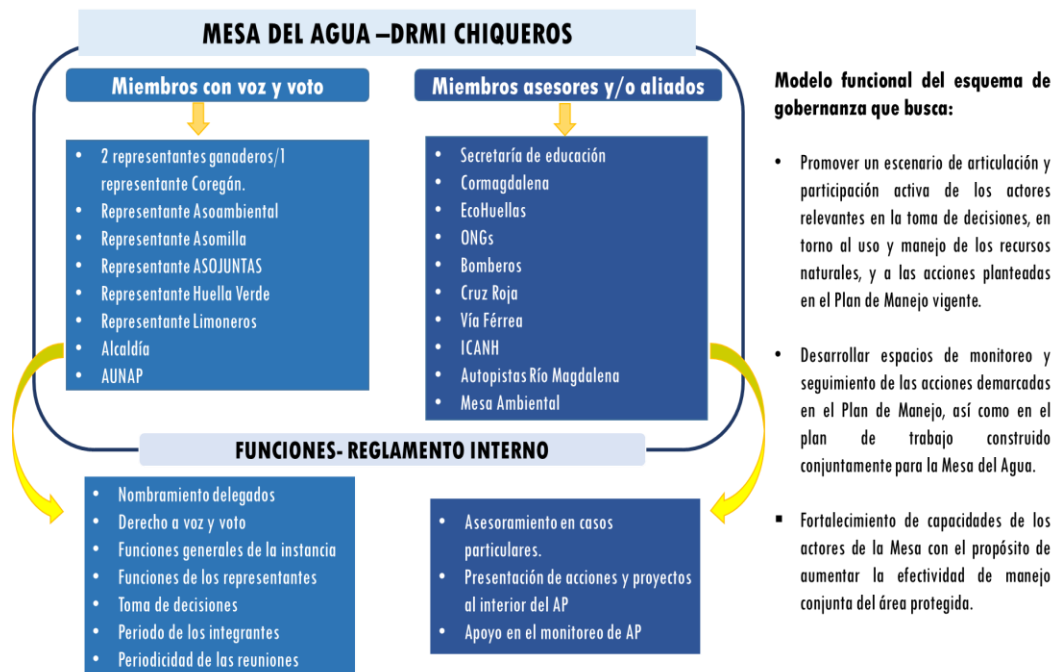 MESA DEL AGUA –DRMI CHIQUEROS
Miembros con voz y voto
• 2 representantes ganaderos/1
representante Coregán.
• Representante Asoambiental
• Representante Asomilla
• Representante ASOJUNTAS
• Representante Huella Verde
• Representante Limoneros
• Alcaldía
• AUNAP
Miembros asesores y/o aliados
• Secretaría de educación
• Cormagdalena
• EcoHuellas
• ONGs
• Bomberos
• Cruz Roja
• Vía Férrea
• ICANH
• Autopistas Río Magdalena
• Mesa Ambiental
FUNCIONES- REGLAMENTO INTERNO
• Nombramiento delegados
• Derecho a voz y voto
• Funciones generales de la instancia
• Funciones de los representantes
• Toma de decisiones
• Periodo de los integrantes
• Periodicidad de las reuniones
• Asesoramiento en casos
particulares.
• Presentación de acciones y proyectos
al interior del AP
• Apoyo en el monitoreo de AP
Modelo funcional del esquema de
gobernanza que busca:
• Promover un escenario de articulación y
participación activa de los actores
relevantes en la toma de decisiones, en
torno al uso y manejo de los recursos
naturales, y a las acciones planteadas
en el Plan de Manejo vigente.
• Desarrollar espacios de monitoreo y
seguimiento de las acciones demarcadas
en el Plan de Manejo, así como en el
plan de trabajo construido
conjuntamente para la Mesa del Agua.
▪ Fortalecimiento de capacidades de los
actores de la Mesa con el propósito de
aumentar la efectividad de manejo
conjunta del área protegida.